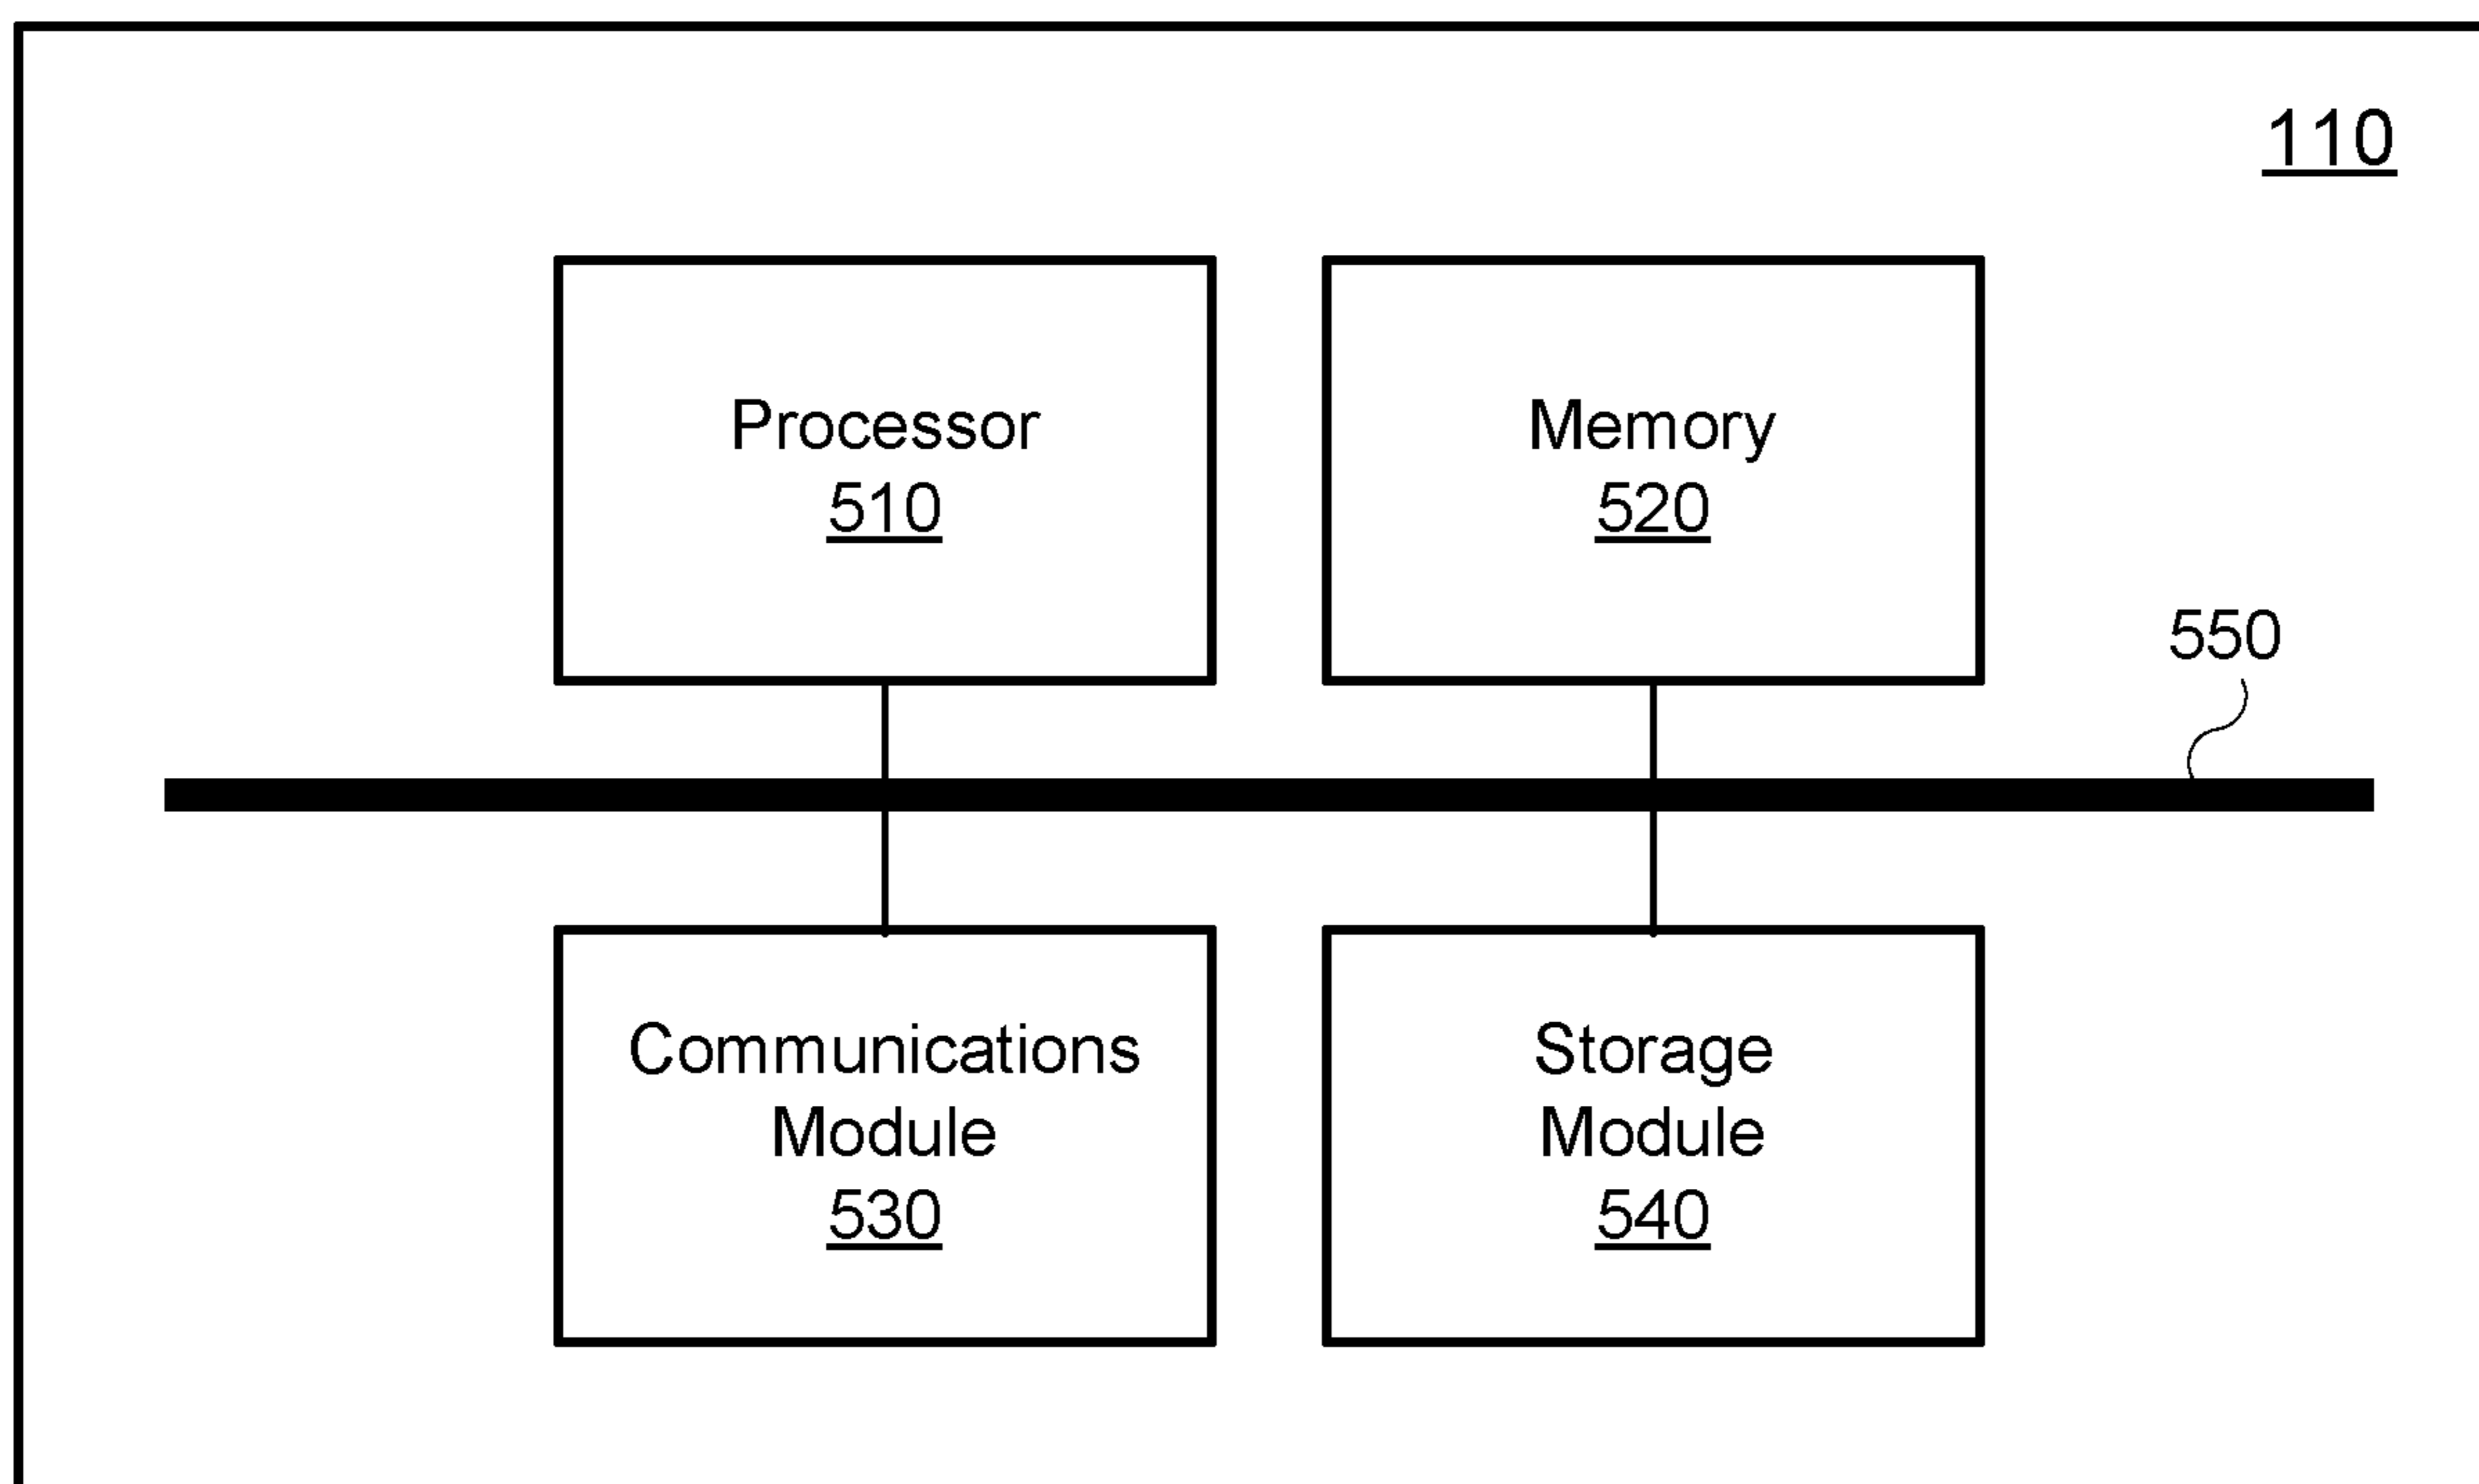 110
Processor
510
Memory
520
550
Communications
Module
530
Storage
Module
540